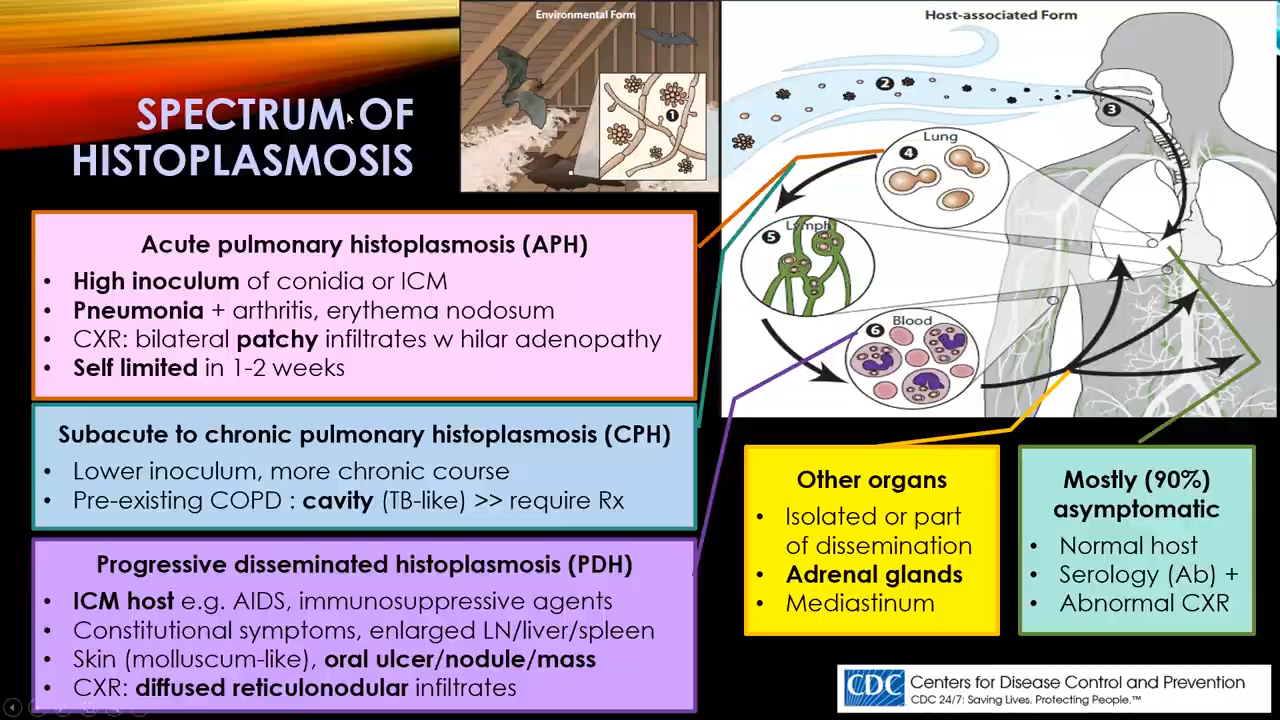 Environmental Form
1
SPECTRUM OF
HISTOPLASMOSIS
Host-associated Form
2
3
Lung
4
Lymph
5
Blood
6
Acute pulmonary histoplasmosis (APH)
• High inoculum of conidia or ICM
• Pneumonia + arthritis, erythema nodosum
• CXR: bilateral patchy infiltrates w hilar adenopathy
• Self limited in 1-2 weeks
Subacute to chronic pulmonary histoplasmosis (CPH)
• Lower inoculum, more chronic course
• Pre-existing COPD : cavity (TB-like) >> require Rx
Progressive disseminated histoplasmosis (PDH)
• ICM host e.g. AIDS, immunosuppressive agents
• Constitutional symptoms, enlarged LN/liver/spleen
• Skin (molluscum-like), oral ulcer/nodule/mass
• CXR: diffused reticulonodular infiltrates
Other organs
• Isolated or part
of dissemination
• Adrenal glands
• Mediastinum
Mostly (90%)
asymptomatic
• Normal host
• Serology (Ab) +
• Abnormal CXR
CDC Centers for Disease Control and Prevention
CDC 24/7: Saving Lives. Protecting People.™